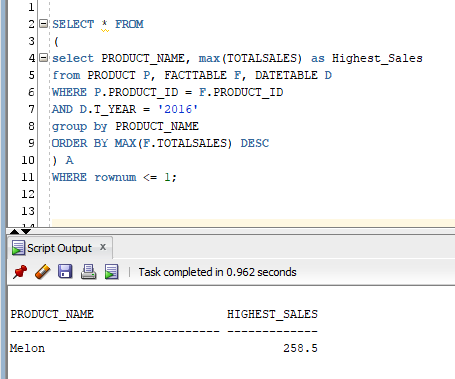 1
2 SELECT * FROM
3 (
4 select PRODUCT_NAME, max(TOTALSALES) as Highest_Sales
5 from PRODUCT P, FACTTABLE F, DATETABLE D
6 WHERE P.PRODUCT_ID = F.PRODUCT_ID
7 AND D.T_YEAR = '2016'
8 group by PRODUCT_NAME
9 ORDER BY MAX(F.TOTALSALES) DESC
10 ) A
11 WHERE rownum <= 1;
12
13
Script Output x
Task completed in 0.962 seconds
PRODUCT_NAME HIGHEST_SALES
------------------------------ -------------
Melon 258.5